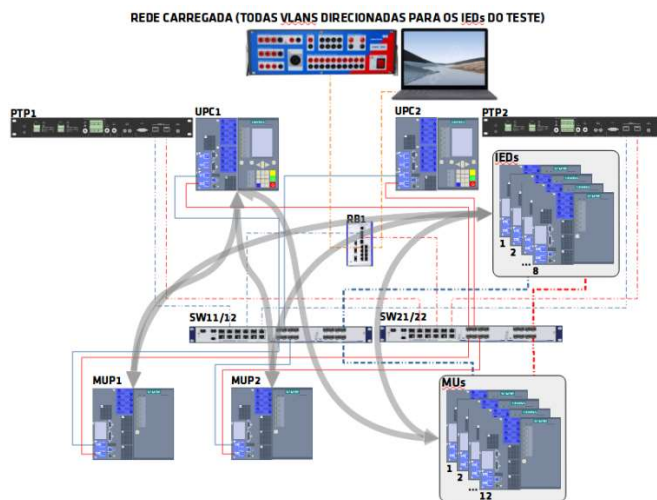 REDE CARREGADA (TODAS VLANS DIRECIONADAS PARA OS IEDs DO TESTE)
PTP1
UPC1
UPC2
PTP2
IEDs
RB1
1
2
...
8
SW11/12
SW21/22
MUP1
MUP2
MUs
1
2
...
12